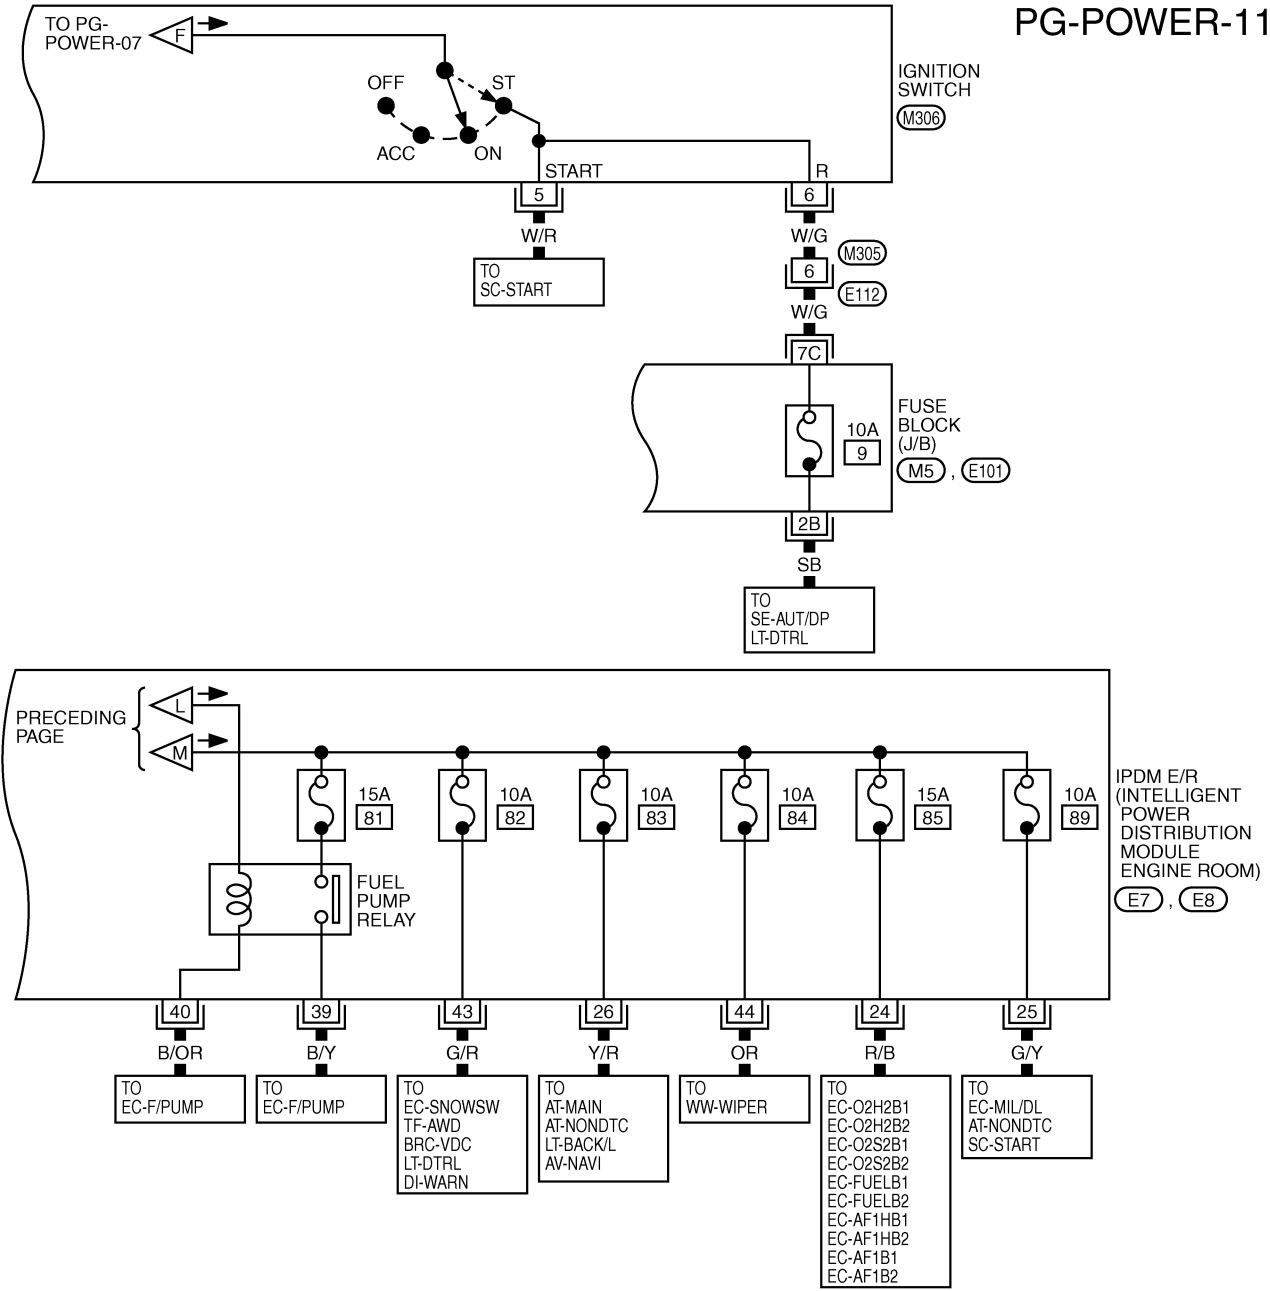 PG-POWER-11
TO PG-
POWER-07
F
OFF
ST
ACC
ON
IGNITION
SWITCH
M306
START
R
5
6
W/R
W/G
M305
TO
SC-START
6
E112
W/G
7C
FUSE
BLOCK
(J/B)
10A
9
M5 , E101
2B
SB
TO
SE-AUT/DP
LT-DTRL
L
PRECEDING
PAGE
M
15A
81
10A
82
10A
83
10A
84
15A
85
10A
89
IPDM E/R
(INTELLIGENT
POWER
DISTRIBUTION
MODULE
ENGINE ROOM)
E7 , E8
FUEL
PUMP
RELAY
40
39
43
26
44
24
25
B/OR
B/Y
G/R
Y/R
OR
R/B
G/Y
TO
EC-F/PUMP
TO
EC-F/PUMP
TO
EC-SNOWSW
TF-AWD
BRC-VDC
LT-DTRL
DI-WARN
TO
AT-MAIN
AT-NONDTC
LT-BACK/L
AV-NAVI
TO
WW-WIPER
TO
EC-O2H2B1
EC-O2H2B2
EC-O2S2B1
EC-O2S2B2
EC-FUELB1
EC-FUELB2
EC-AF1HB1
EC-AF1HB2
EC-AF1B1
EC-AF1B2
TO
EC-MIL/DL
AT-NONDTC
SC-START